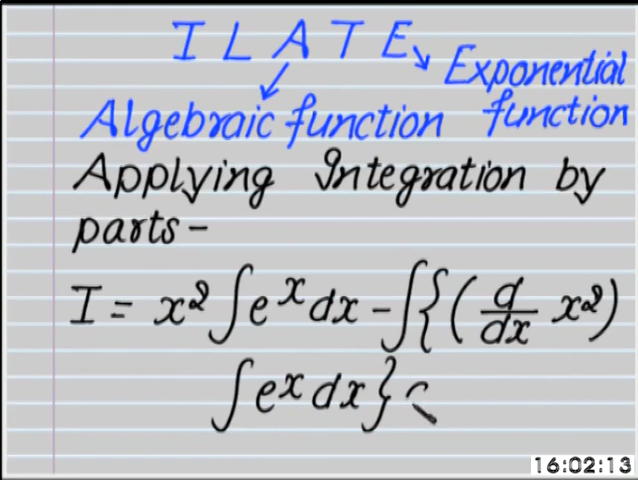 I L A T E
Exponential
Algebraic function function
Applying Integration by
parts -
I = x² ∫eˣ dx - ∫{( d/dx x²)
∫eˣ dx}
16:02:13